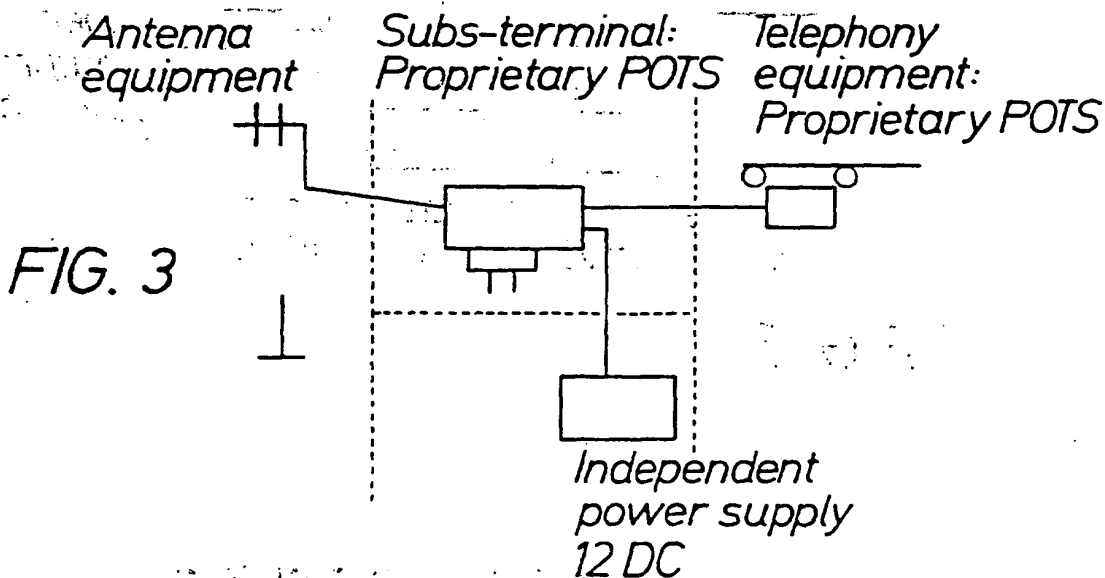 Antenna
equipment
Subs-terminal:
Proprietary POTS
Telephony
equipment:
Proprietary POTS
FIG. 3
Independent
power supply
12 DC